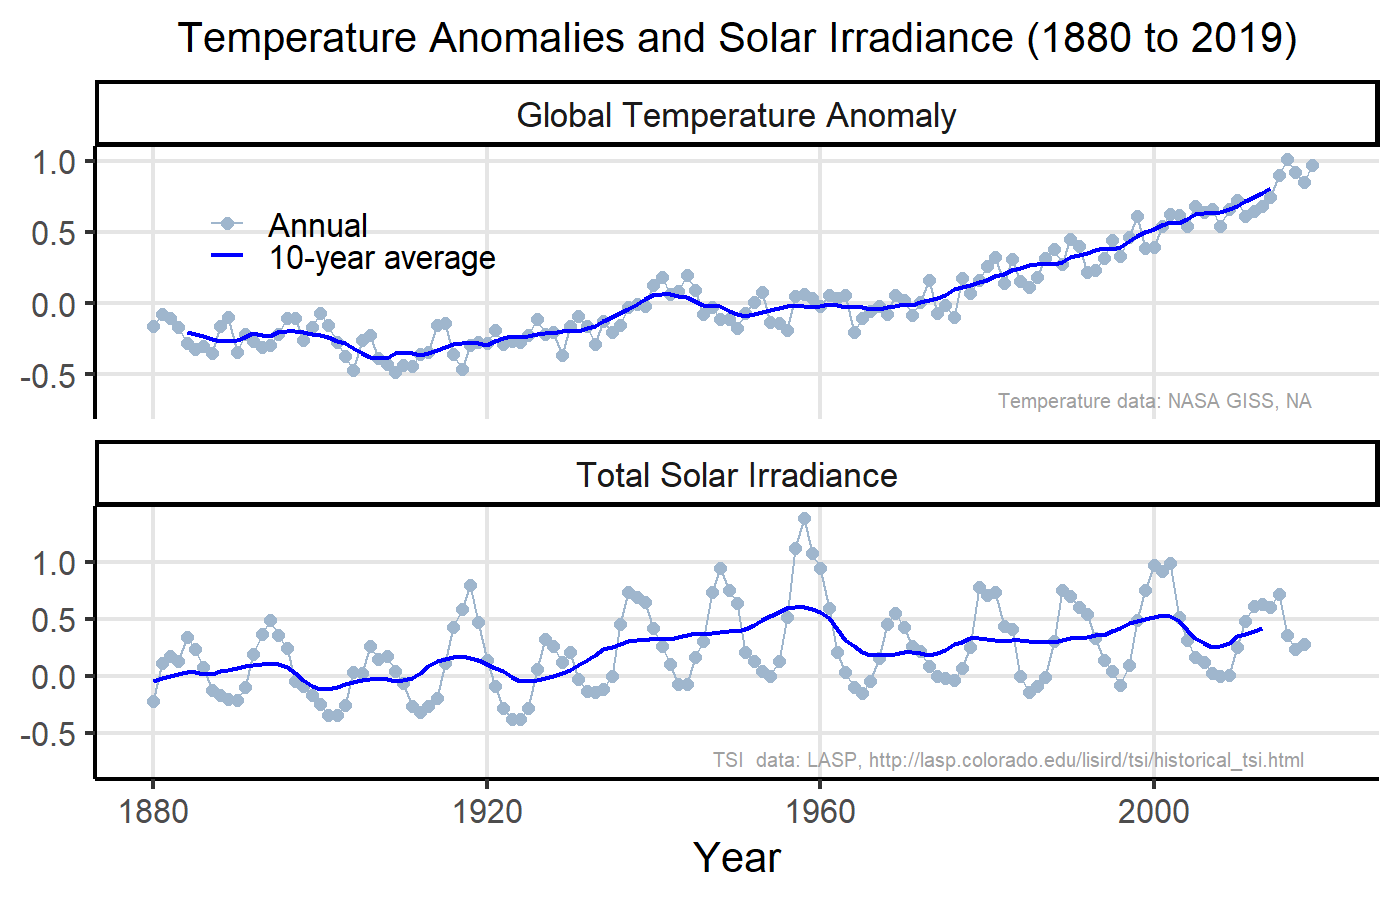 Temperature Anomalies and Solar Irradiance (1880 to 2019)
Global Temperature Anomaly
1.0
0.5
0.0
-0.5
Annual
10-year average
Temperature data: NASA GISS, NA
Total Solar Irradiance
1.0
0.5
0.0
-0.5
TSI  data: LASP, http://lasp.colorado.edu/lisird/tsi/historical_tsi.html
1880 1920 1960 2000
Year